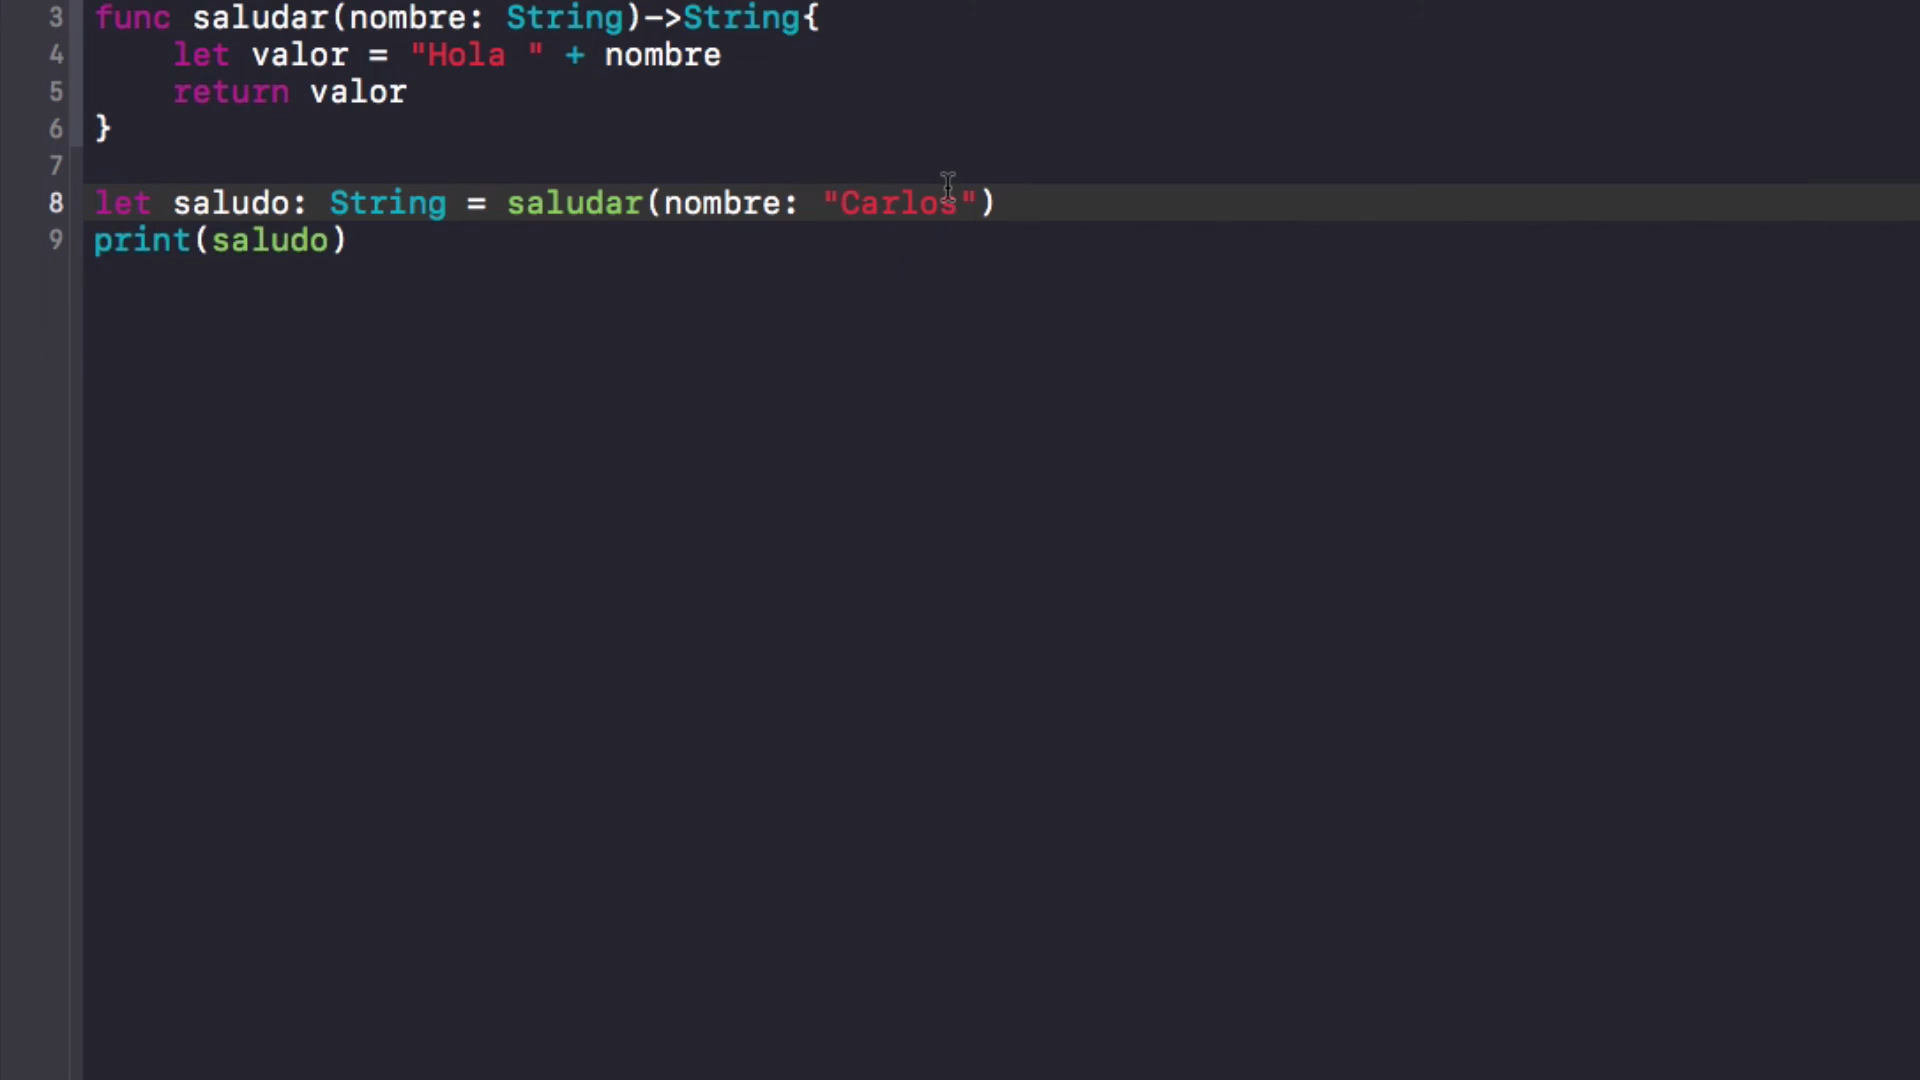 3 func saludar(nombre: String)->String{
4     let valor = "Hola " + nombre
5     return valor
6 }
7
8 let saludo: String = saludar(nombre: "Carlos")
9 print(saludo)